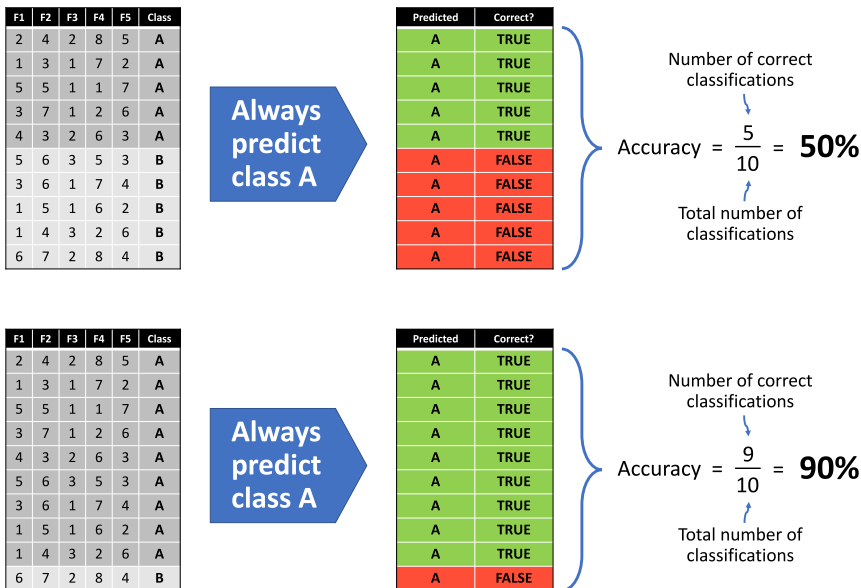 F1 F2 F3 F4 F5 Class
2 4 2 8 5 A
1 3 1 7 2 A
5 5 1 1 7 A
3 7 1 2 6 A
4 3 2 6 3 A
5 6 3 5 3 B
3 6 1 7 4 B
1 5 1 6 2 B
1 4 3 2 6 B
6 7 2 8 4 B
Always
predict
class A
Predicted Correct?
A TRUE
A TRUE
A TRUE
A TRUE
A TRUE
A FALSE
A FALSE
A FALSE
A FALSE
A FALSE
Number of correct
classifications
Accuracy = 5/10 = 50%
Total number of
classifications
F1 F2 F3 F4 F5 Class
2 4 2 8 5 A
1 3 1 7 2 A
5 5 1 1 7 A
3 7 1 2 6 A
4 3 2 6 3 A
5 6 3 5 3 A
3 6 1 7 4 A
1 5 1 6 2 A
1 4 3 2 6 A
6 7 2 8 4 B
Always
predict
class A
Predicted Correct?
A TRUE
A TRUE
A TRUE
A TRUE
A TRUE
A TRUE
A TRUE
A TRUE
A TRUE
A FALSE
Number of correct
classifications
Accuracy = 9/10 = 90%
Total number of
classifications